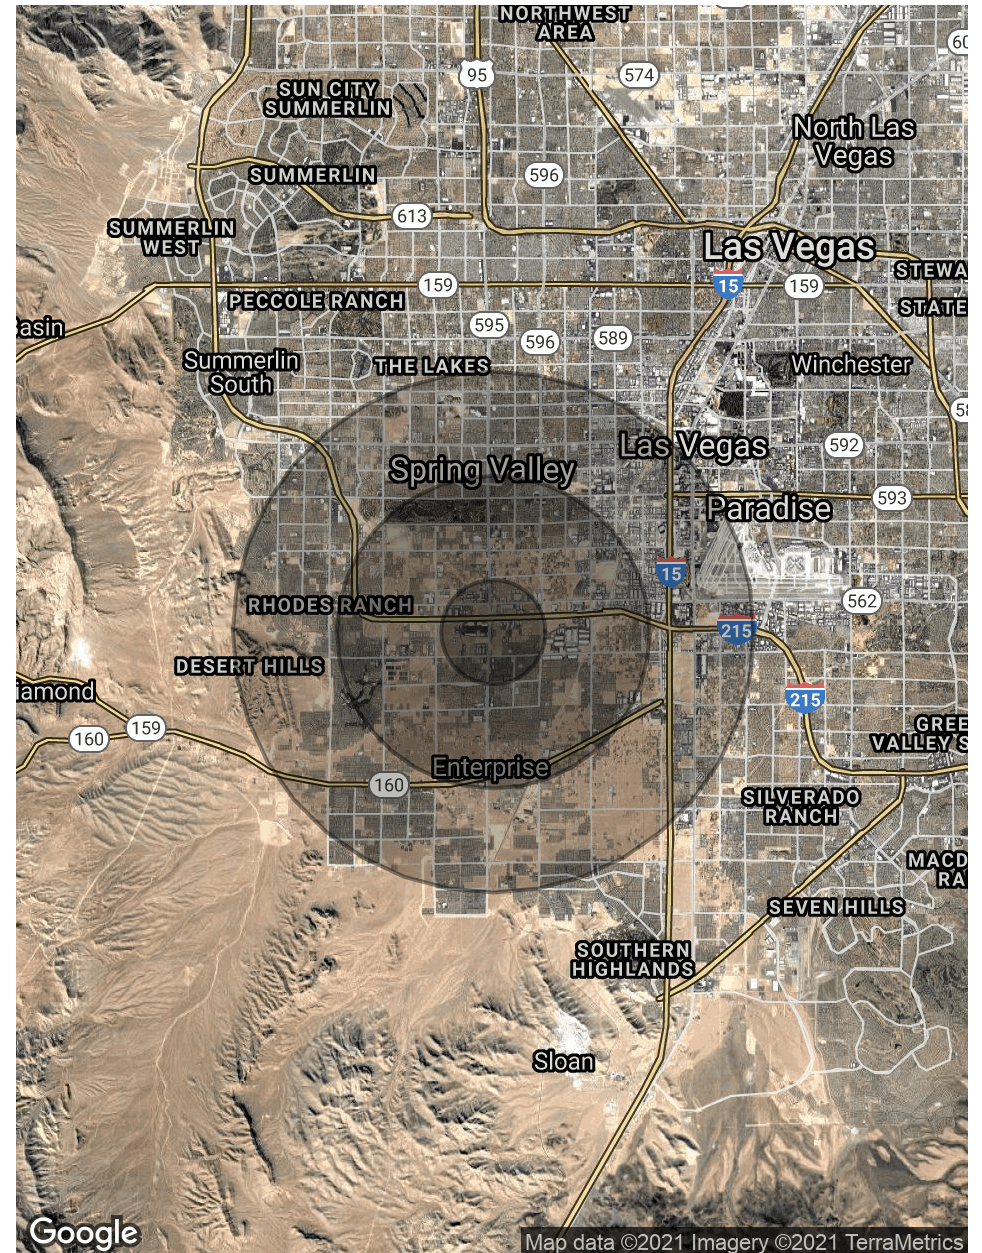 NORTHWEST
AREA
95
574
60
SUN CITY
SUMMERLIN
North Las
Vegas
SUMMERLIN
596
613
SUMMERLIN
WEST
Las Vegas
STEWA
159
15
159
PECCOLE RANCH
STATE
asin
595
596
589
Summerlin
South
THE LAKES
Winchester
58
Las Vegas
592
Spring Valley
593
Paradise
15
RHODES RANCH
562
215
DESERT HILLS
iamond
215
159
160
GREE
VALLEY S
Enterprise
160
SILVERADO
RANCH
MACD
RA
SEVEN HILLS
SOUTHERN
HIGHLANDS
Sloan
Google
Map data ©2021 Imagery ©2021 TerraMetrics